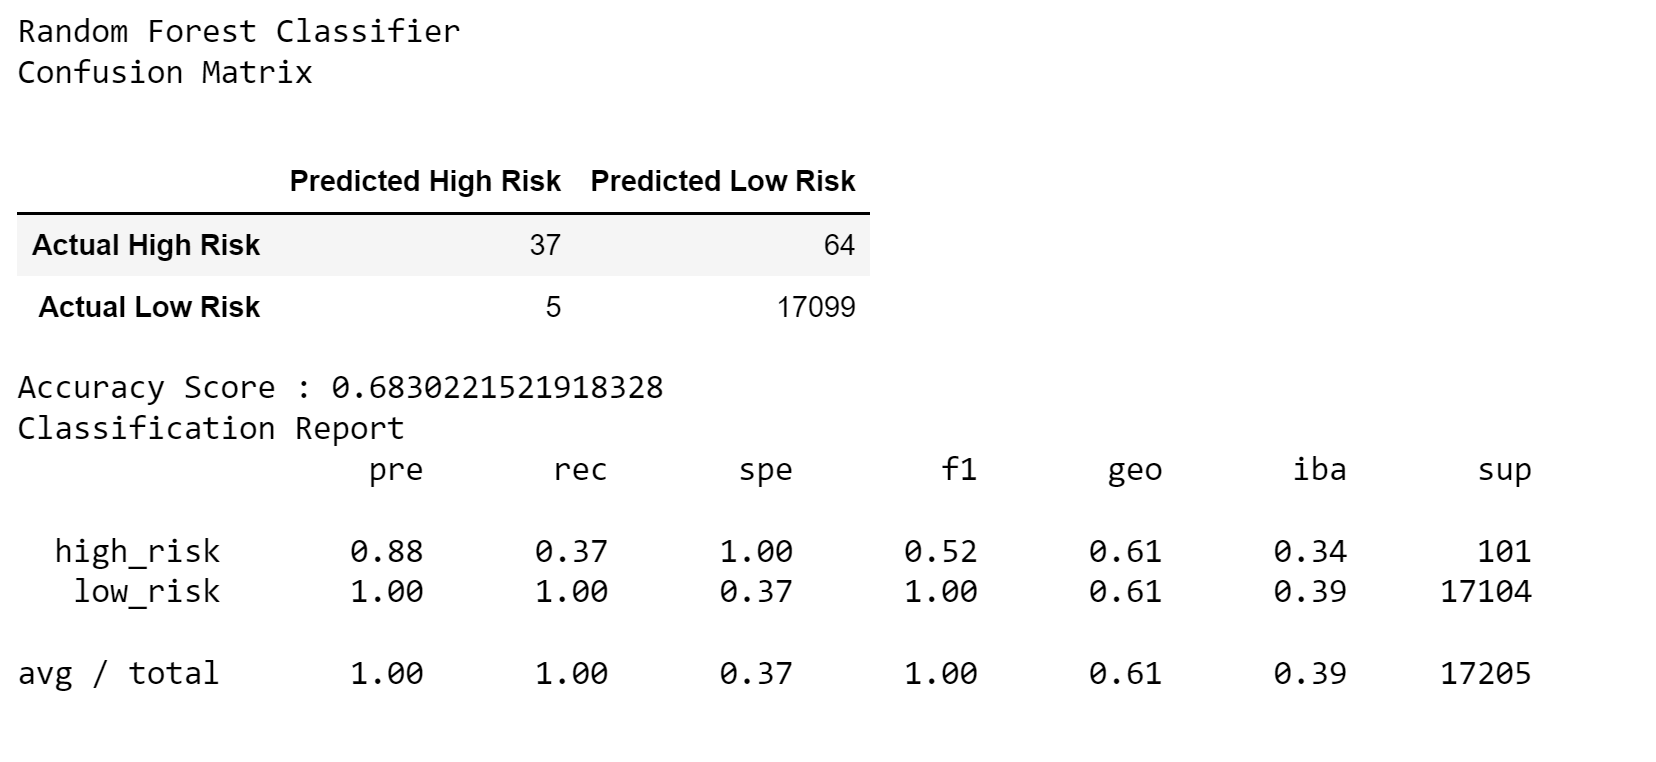 Random Forest Classifier
Confusion Matrix
Predicted High Risk Predicted Low Risk
Actual High Risk 37 64
Actual Low Risk 5 17099
Accuracy Score : 0.6830221521918328
Classification Report
pre rec spe f1 geo iba sup
high_risk 0.88 0.37 1.00 0.52 0.61 0.34 101
low_risk 1.00 1.00 0.37 1.00 0.61 0.39 17104
avg / total 1.00 1.00 0.37 1.00 0.61 0.39 17205